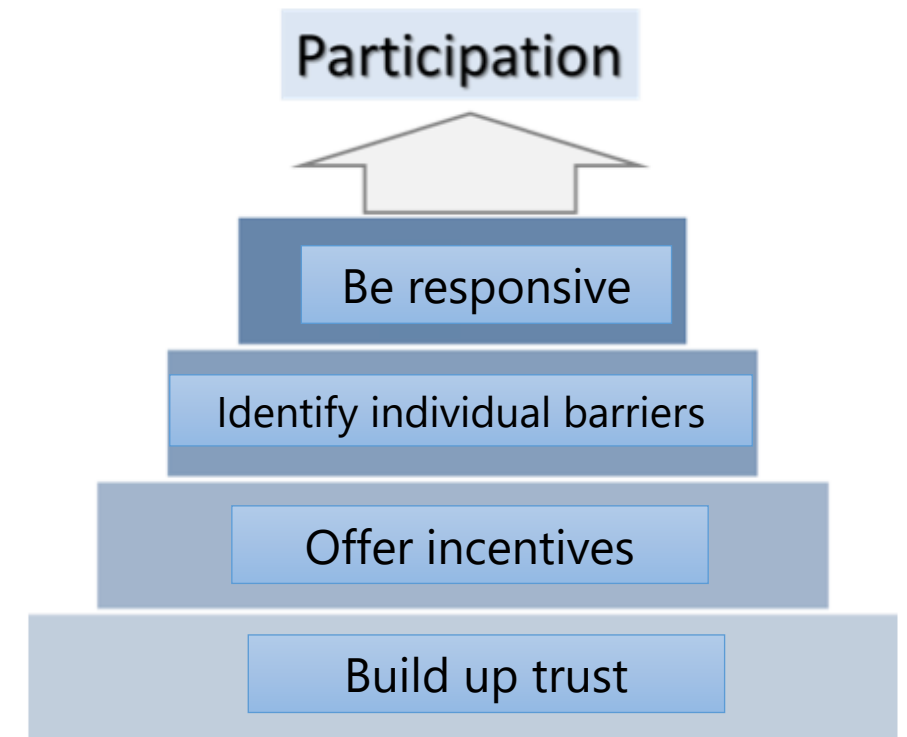 Participation
Be responsive
Identify individual barriers
Offer incentives
Build up trust